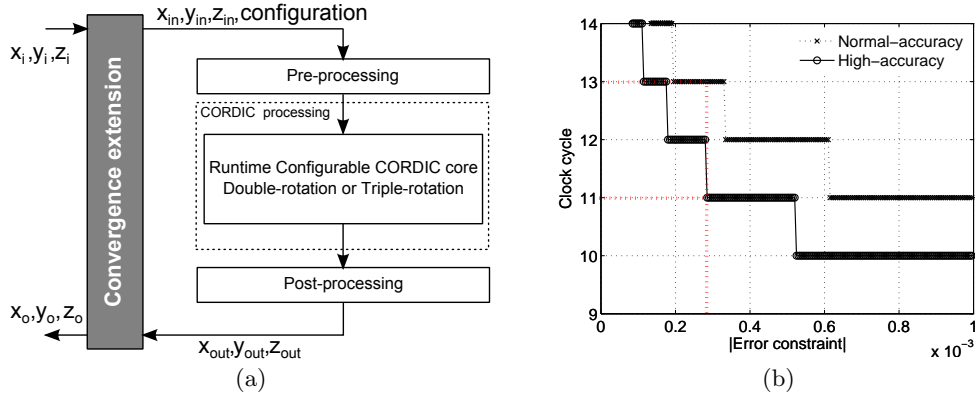 x_in,y_in,z_in, configuration
x_i,y_i,z_i
Convergence extension
Pre-processing
CORDIC processing
Runtime Configurable CORDIC core
Double-rotation or Triple-rotation
Post-processing
x_o,y_o,z_o
x_out,y_out,z_out
(a)
14
13
12
11
10
9
Clock cycle
Normal−accuracy
High−accuracy
0
0.2
0.4
0.6
0.8
1
|Error constraint|
x 10^−3
(b)